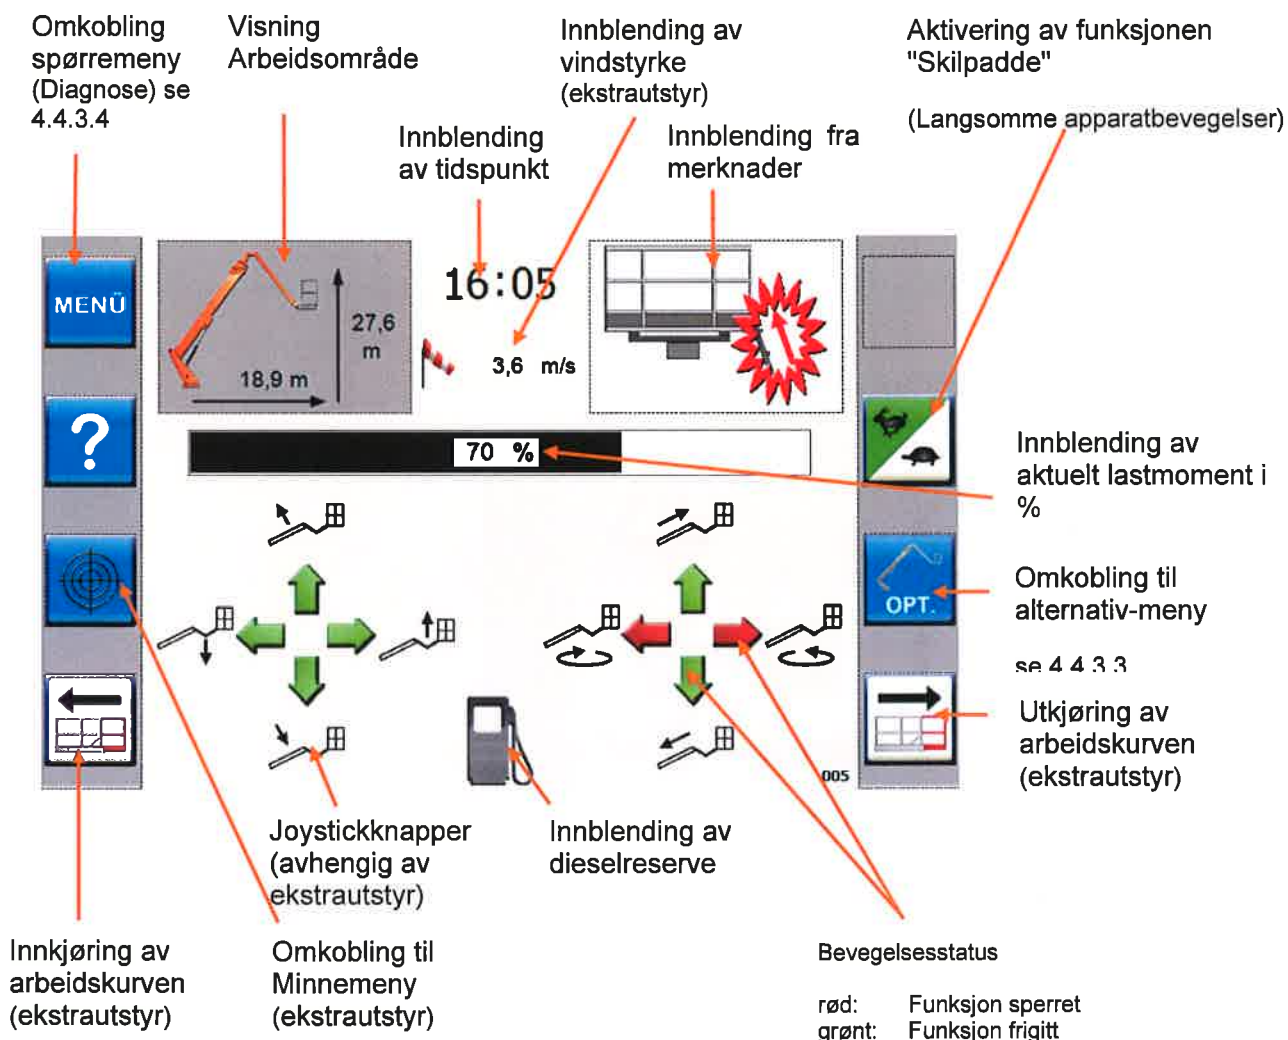 Omkobling
spørremeny
(Diagnose) se
4.4.3.4
Visning
Arbeidsområde
Innblending av
vindstyrke
(ekstrautstyr)
Aktivering av funksjonen
"Skilpadde"
(Langsomme apparatbevegelser)
Innblending
av tidspunkt
Innblending fra
merknader
MENÜ
27,6
m
18,9 m
16:05
3,6 m/s
?
70 %
Innblending av
aktuelt lastmoment i
%
OPT.
Omkobling til
alternativ-meny
se 4.4.3.3
Utkjøring av
arbeidskurven
(ekstrautstyr)
005
Joystickknapper
(avhengig av
ekstrautstyr)
Innblending av
dieselreserve
Innkjøring av
arbeidskurven
(ekstrautstyr)
Omkobling til
Minnemeny
(ekstrautstyr)
Bevegelsesstatus
rød: Funksjon sperret
grønt: Funksjon frigitt